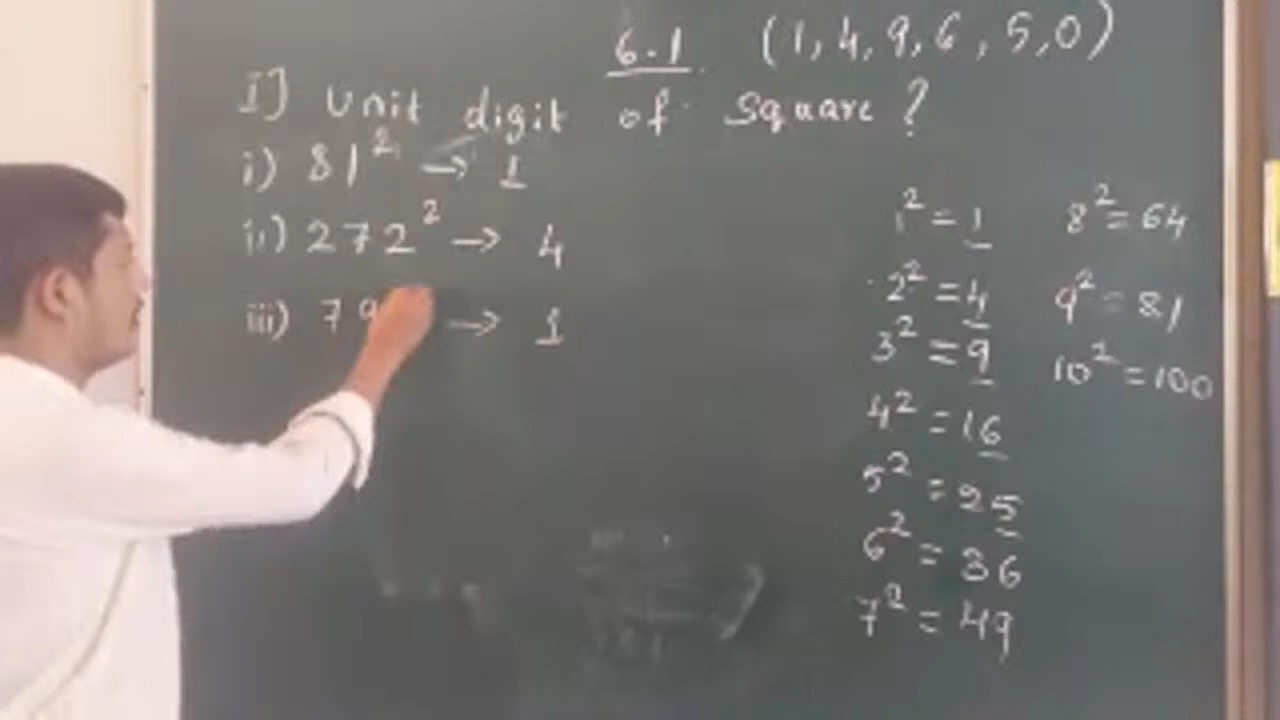 6.1 (1, 4, 9, 6, 5, 0)
I] Unit digit of square?
i) 81² → 1
ii) 272² → 4
iii) 79 → 1
1² = 1
2² = 4
3² = 9
4² = 16
5² = 25
6² = 36
7² = 49
8² = 64
9² = 81
10² = 100